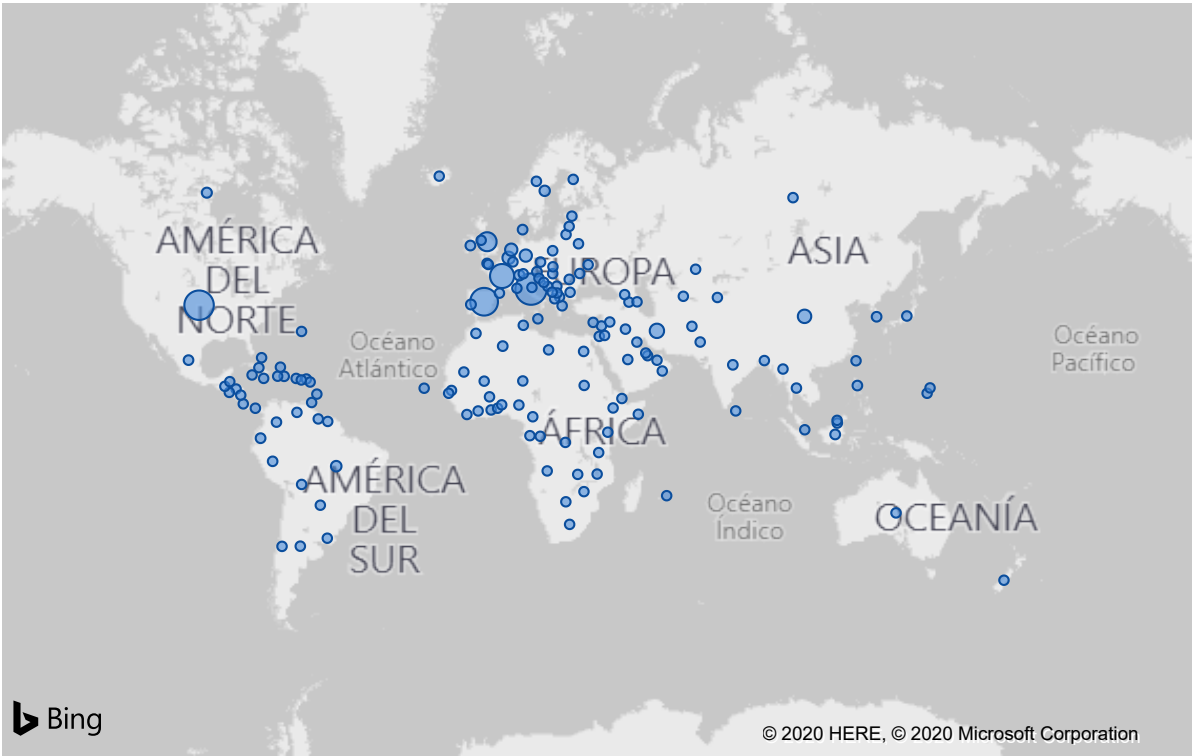 AMÉRICA
DEL
NORTE
EUROPA
ASIA
Océano
Atlántico
Océano
Pacífico
ÁFRICA
AMÉRICA
DEL
SUR
Océano
Índico
OCEANÍA
Bing
© 2020 HERE, © 2020 Microsoft Corporation